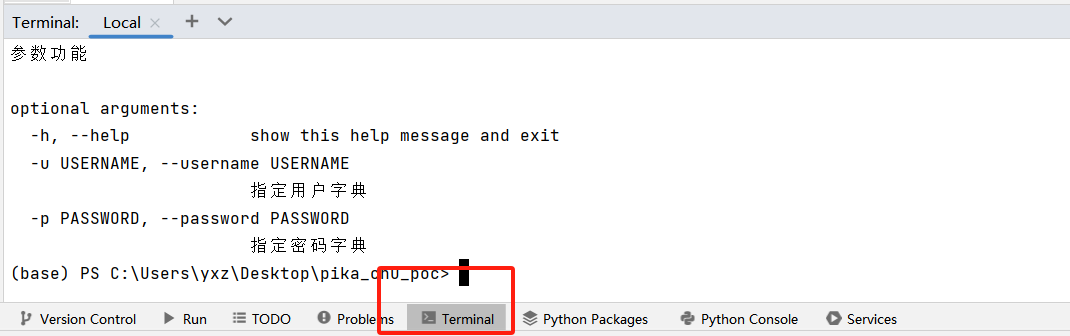 Terminal: Local × + 
参数功能
optional arguments:
-h, --help show this help message and exit
-u USERNAME, --username USERNAME
指定用户字典
-p PASSWORD, --password PASSWORD
指定密码字典
(base) PS C:\Users\yxz\Desktop\pika_chu_poc>
Version Control Run TODO Problems Terminal Python Packages Python Console Services